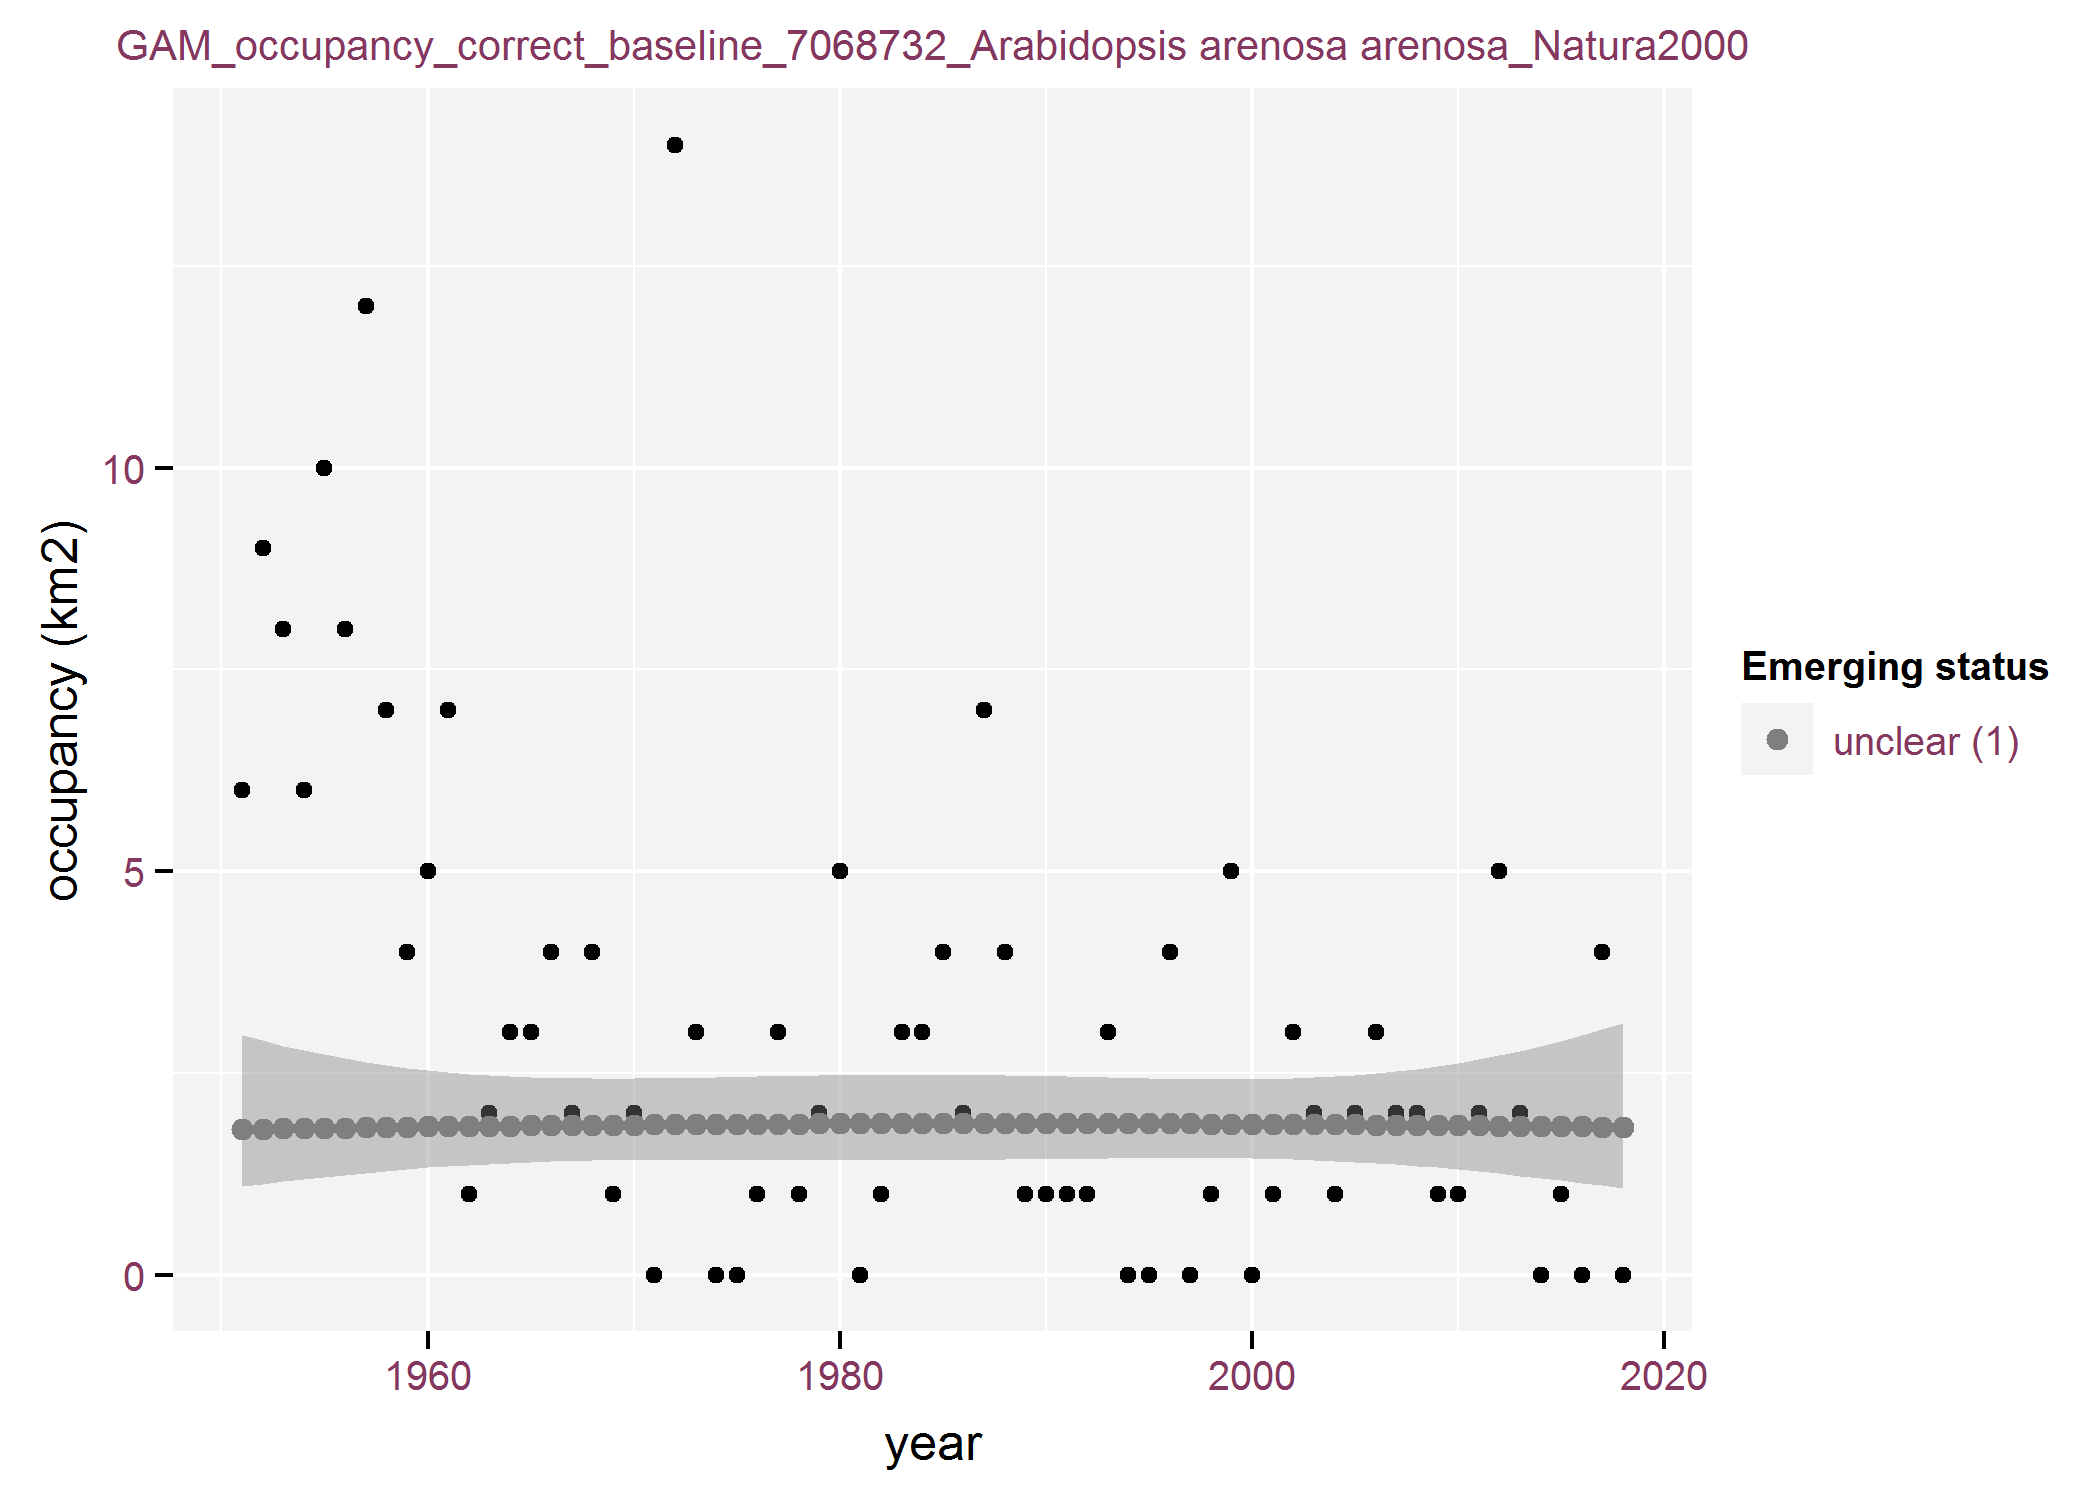 GAM_occupancy_correct_baseline_7068732_Arabidopsis arenosa arenosa_Natura2000
occupancy (km2)
10
5
0
1960
1980
2000
2020
year
Emerging status
unclear (1)